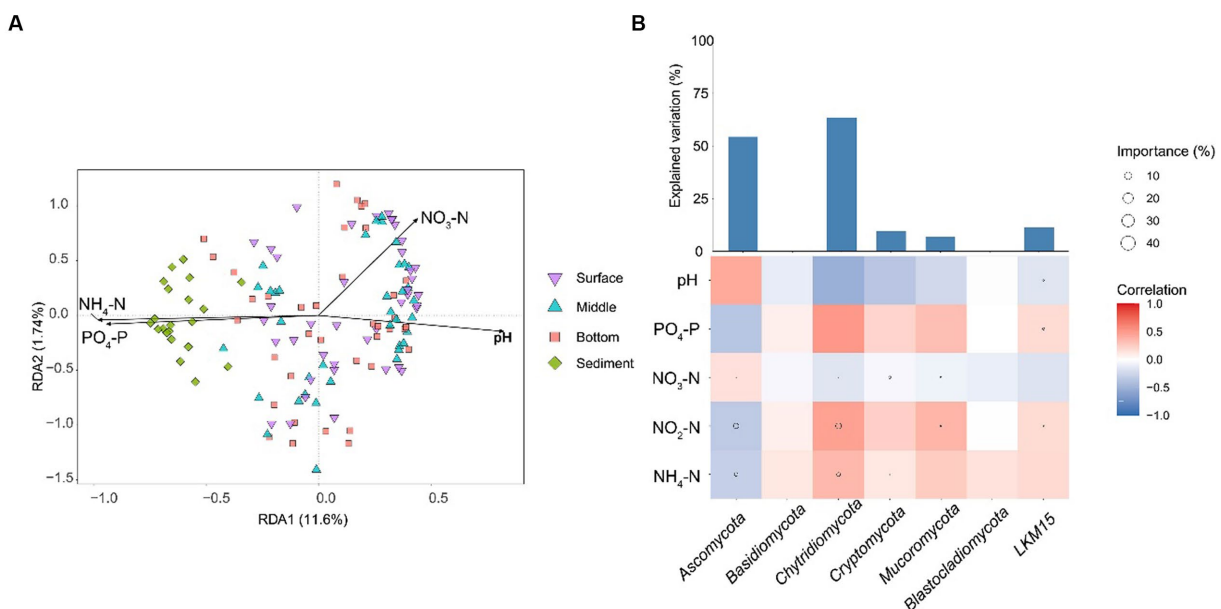 A
1.0
0.5
0.0
−0.5
−1.0
−1.5
RDA2 (1.74%)
NO₃-N
NH₄-N
PO₄-P
pH
−1.0
−0.5
0.0
0.5
RDA1 (11.6%)
Surface
Middle
Bottom
Sediment
B
100
75
50
25
0
Explained variation (%)
pH
PO₄-P
NO₃-N
NO₂-N
NH₄-N
Ascomycota
Basidiomycota
Chytridiomycota
Cryptomycota
Mucoromycota
Blastocladiomycota
LKM15
Importance (%)
10
20
30
40
Correlation
1.0
0.5
0.0
−0.5
−1.0